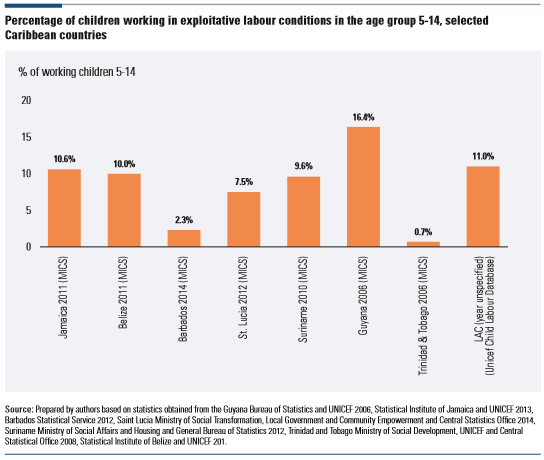 Percentage of children working in exploitative labour conditions in the age group 5-14, selected
Caribbean countries
% of working children 5-14
20
15
10
5
0
10.6%
10.0%
2.3%
7.5%
9.6%
16.4%
0.7%
11.0%
Jamaica 2011 (MICS)
Beliza 2011 (MICS)
Barbados 2014 (MICS)
St. Lucia 2012 (MICS)
Suriname 2010 (MICS)
Guyana 2006 (MICS)
Trinidad & Tobago 2006 (MICS)
LAC (year unspecified)
(Unicef Child Labour Database)
Source: Prepared by authors based on statistics obtained from the Guyana Bureau of Statistics and UNICEF 2006, Statistical Institute of Jamaica and UNICEF 2013,
Barbados Statistical Service 2012, Saint Lucia Ministry of Social Transformation, Local Government and Community Empowerment and Central Statistics Office 2014,
Suriname Ministry of Social Affairs and Housing and General Bureau of Statistics 2012, Trinidad and Tobago Ministry of Social Development, UNICEF and Central
Statistical Office 2008, Statistical Institute of Belize and UNICEF 201.